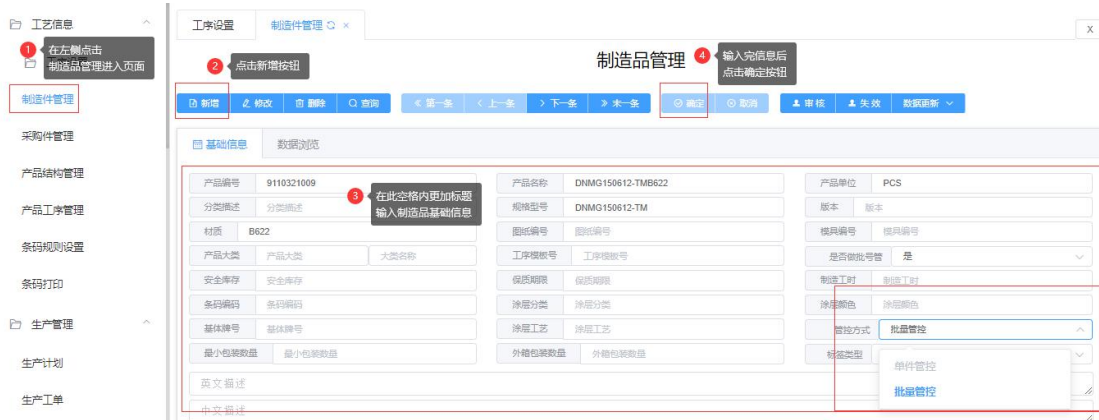 工艺信息
工序设置
制造件管理
X
1 在左侧点击
制造品管理进入页面
2 点击新增按钮
制造品管理
4 输入完信息后
点击确定按钮
制造件管理
新增 修改 删除 查询 第一条 上一条 下一条 末一条 确定 取消 审核 失效 数据更新
采购件管理
基础信息 数据浏览
产品结构管理
产品编号 9110321009 产品名称 DNMG150612-TMB622 产品单位 PCS
3 在此空格内更加标题
输入制造品基础信息
产品工序管理
分类描述 分类描述 规格型号 DNMG150612-TM 版本 版本
材质 B622 图纸编号 图纸编号 模具编号 模具编号
条码规则设置
产品大类 产品大类 大类名称 工序模板号 工序模板号 是否做批号管 是
条码打印
安全库存 安全库存 保质期限 保质期限 制造工时 制造工时
条码编码 条码编码 涂层分类 涂层分类 涂层颜色 涂层颜色
生产管理
基体牌号 基体牌号 涂层工艺 涂层工艺 管控方式 批量管控
最小包装数量 最小包装数量 外箱包装数量 外箱包装数量 标签类型
生产计划
单件管控
英文描述
批量管控
生产工单
中文描述